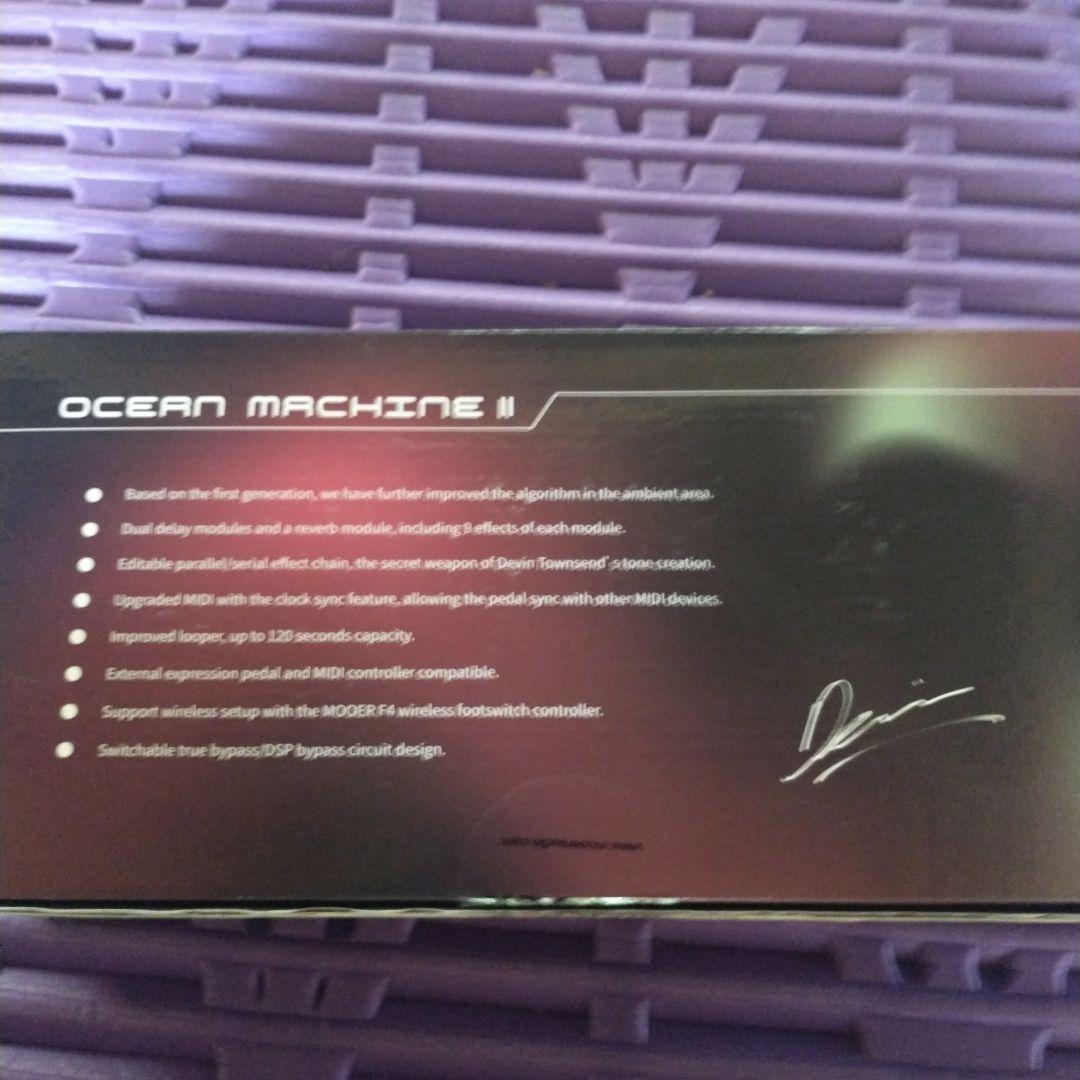 OCEAN MACHINE II
● Based on the first generation, we have further improved the algorithm in the ambient area.
● Dual delay modules and a reverb module, including 9 effects of each module.
● Editable parallel/serial effect chain, the secret weapon of Devin Townsend's tone creation.
● Upgraded MIDI with the clock sync feature, allowing the pedal sync with other MIDI devices.
● Improved looper, up to 120 seconds capacity.
● External expression pedal and MIDI controller compatible.
● Support wireless setup with the MOOER F4 wireless footswitch controller.
● Switchable true bypass/DSP bypass circuit design.
Devin
www.mooeraudio.com